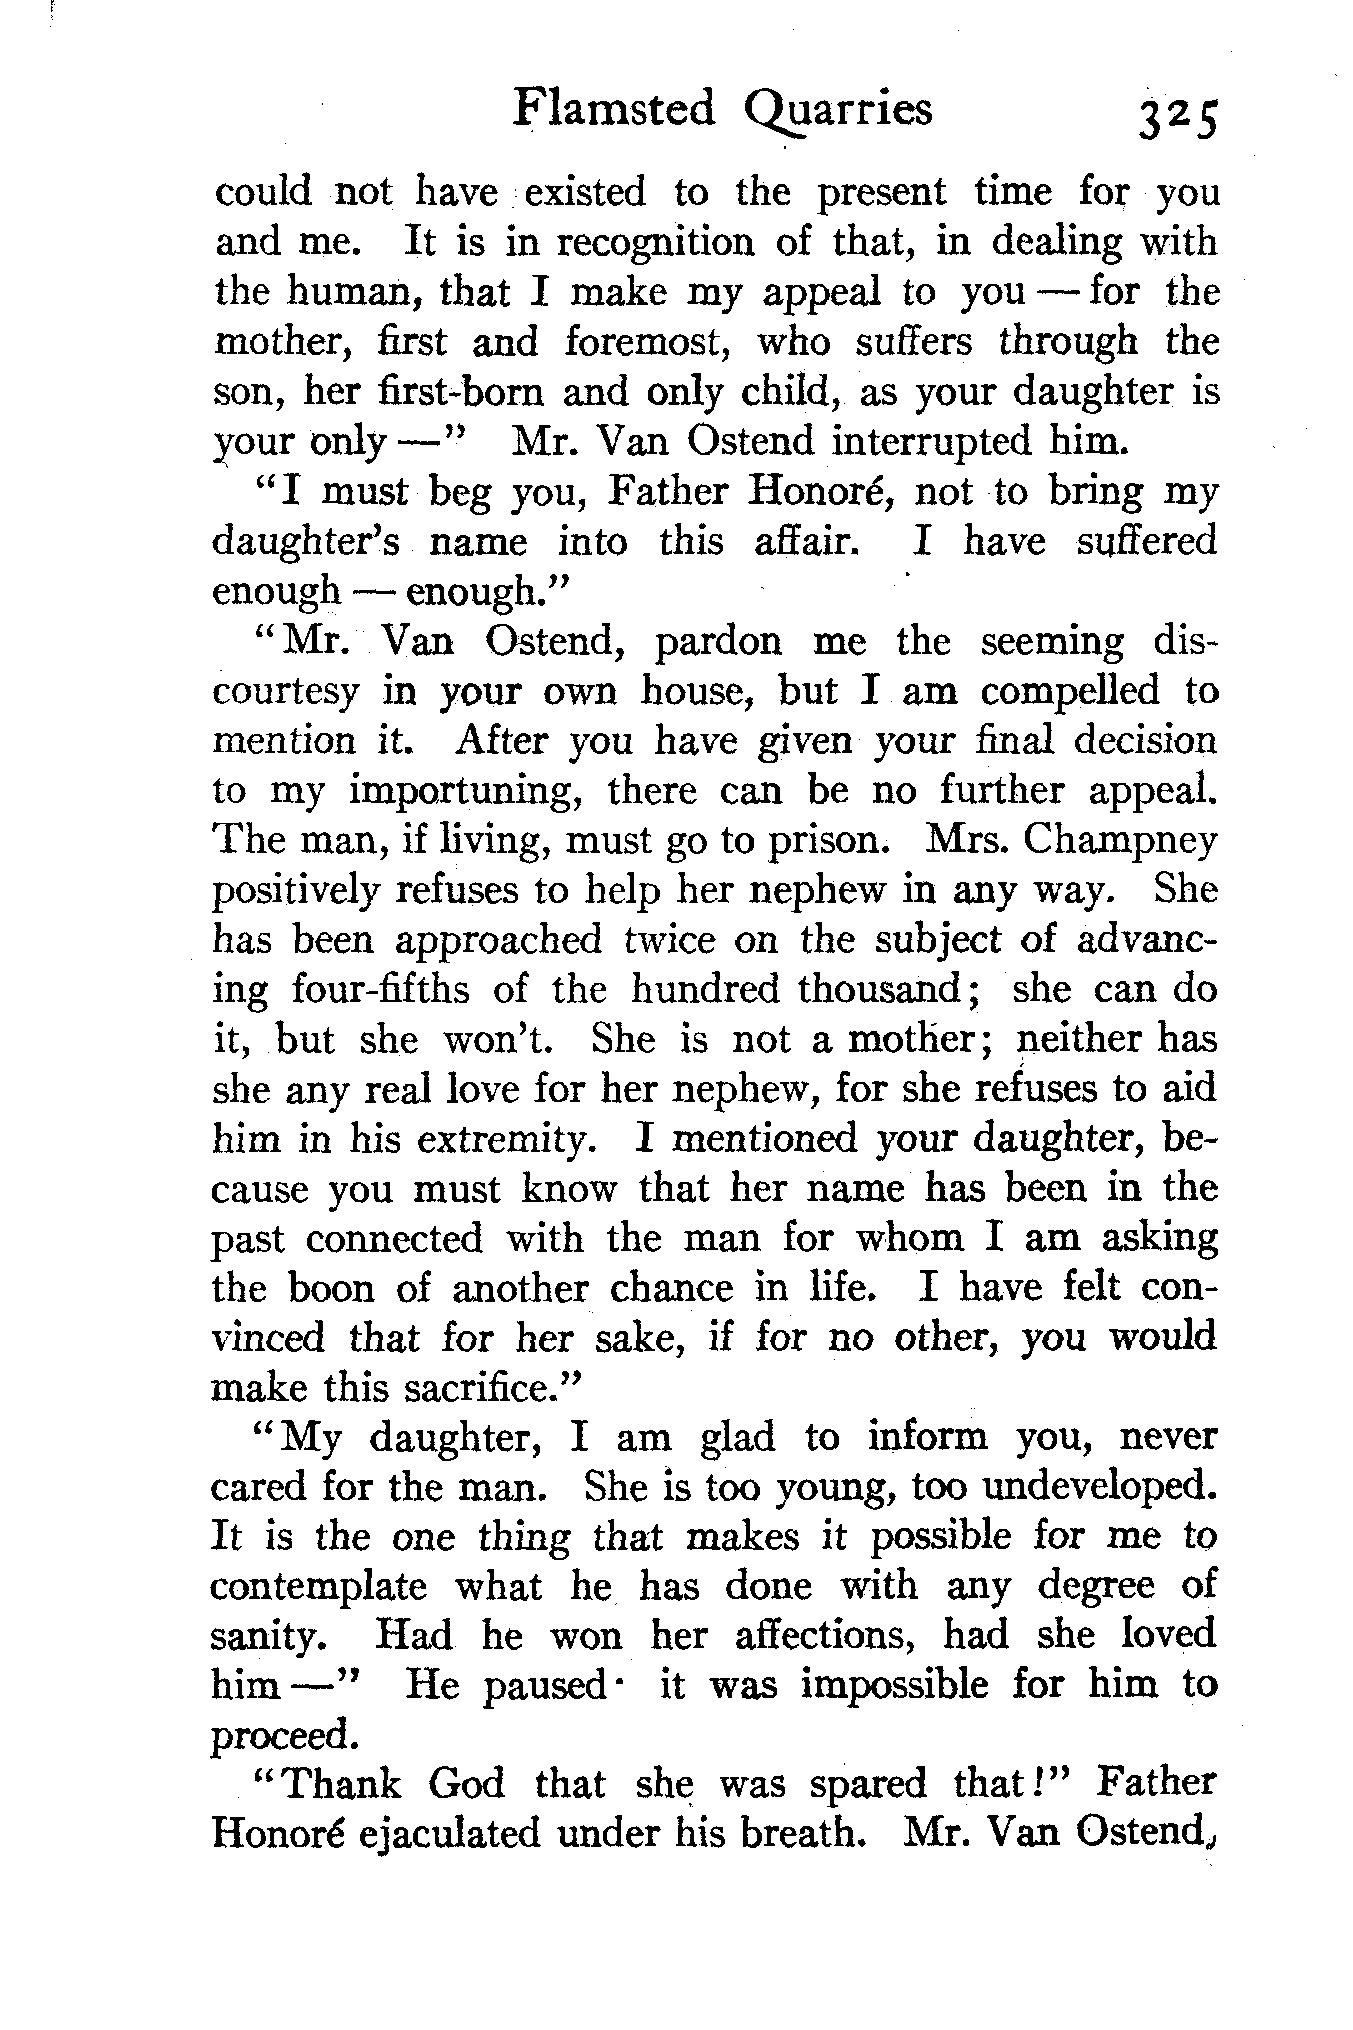 Flamsted Quarries 325
could not have existed to the present time for you
and me. It is in recognition of that, in dealing with
the human, that I make my appeal to you — for the
mother, first and foremost, who suffers through the
son, her first-born and only child, as your daughter is
your only —" Mr. Van Ostend interrupted him.
"I must beg you, Father Honoré, not to bring my
daughter's name into this affair. I have suffered
enough — enough."
"Mr. Van Ostend, pardon me the seeming dis-
courtesy in your own house, but I am compelled to
mention it. After you have given your final decision
to my importuning, there can be no further appeal.
The man, if living, must go to prison. Mrs. Champney
positively refuses to help her nephew in any way. She
has been approached twice on the subject of advanc-
ing four-fifths of the hundred thousand; she can do
it, but she won't. She is not a mother; neither has
she any real love for her nephew, for she refuses to aid
him in his extremity. I mentioned your daughter, be-
cause you must know that her name has been in the
past connected with the man for whom I am asking
the boon of another chance in life. I have felt con-
vinced that for her sake, if for no other, you would
make this sacrifice."
"My daughter, I am glad to inform you, never
cared for the man. She is too young, too undeveloped.
It is the one thing that makes it possible for me to
contemplate what he has done with any degree of
sanity. Had he won her affections, had she loved
him —" He paused· it was impossible for him to
proceed.
"Thank God that she was spared that!" Father
Honoré ejaculated under his breath. Mr. Van Ostend,